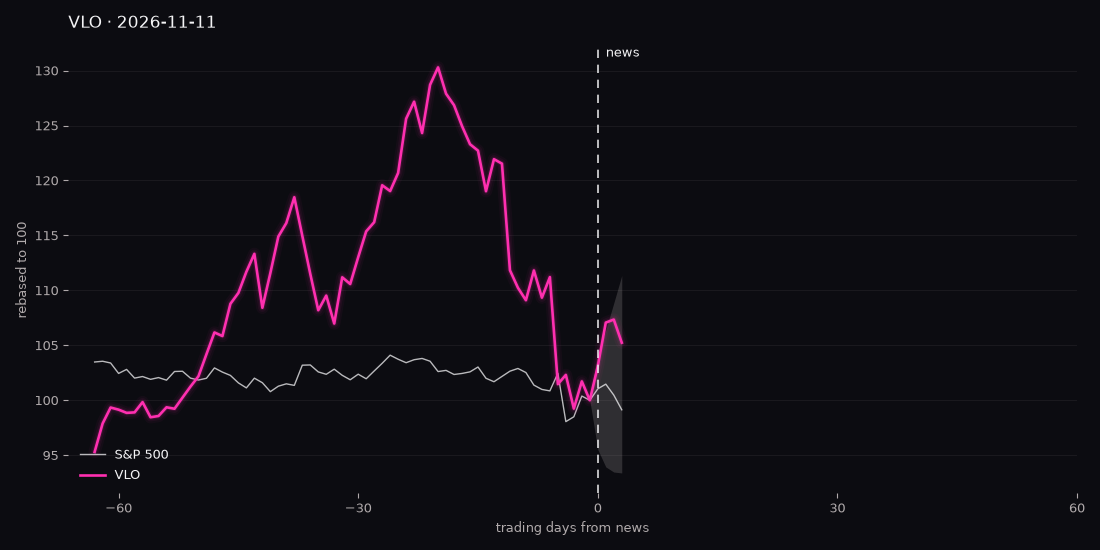 VLO · 2026-11-11
news
130
125
120
115
110
105
100
95
rebased to 100
S&P 500
VLO
−60
−30
0
30
60
trading days from news